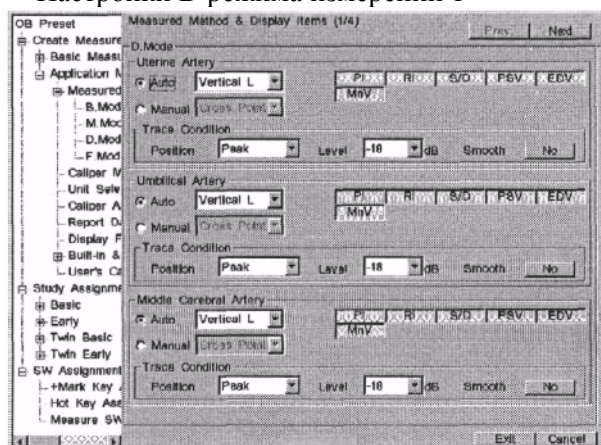 Настройки D-режима измерений 1
OB Preset
Create Measure
Basic Measu
Application M
Measured
B.Mod
M.Mod
D.Mod
F.Mod
Caliper M
Unit Sele
Caliper A
Report Da
Display F
Built-in &
User's Ca
Study Assignme
Basic
Early
Twin Basic
Twin Early
SW Assignment
+Mark Key
Hot Key Ass
Measure SW
Measured Method & Display Items (1/4)
Prev. Next
D.Mode
Uterine Artery
Auto Vertical L PI RI S/D PSV EDV
MnV
Manual Cross Point
Trace Condition
Position Peak Level -18 dB Smooth No
Umbilical Artery
Auto Vertical L PI RI S/D PSV EDV
MnV
Manual Cross Point
Trace Condition
Position Peak Level -18 dB Smooth No
Middle Cerebral Artery
Auto Vertical L PI RI S/D PSV EDV
MnV
Manual Cross Point
Trace Condition
Position Peak Level -18 dB Smooth No
Exit Cancel